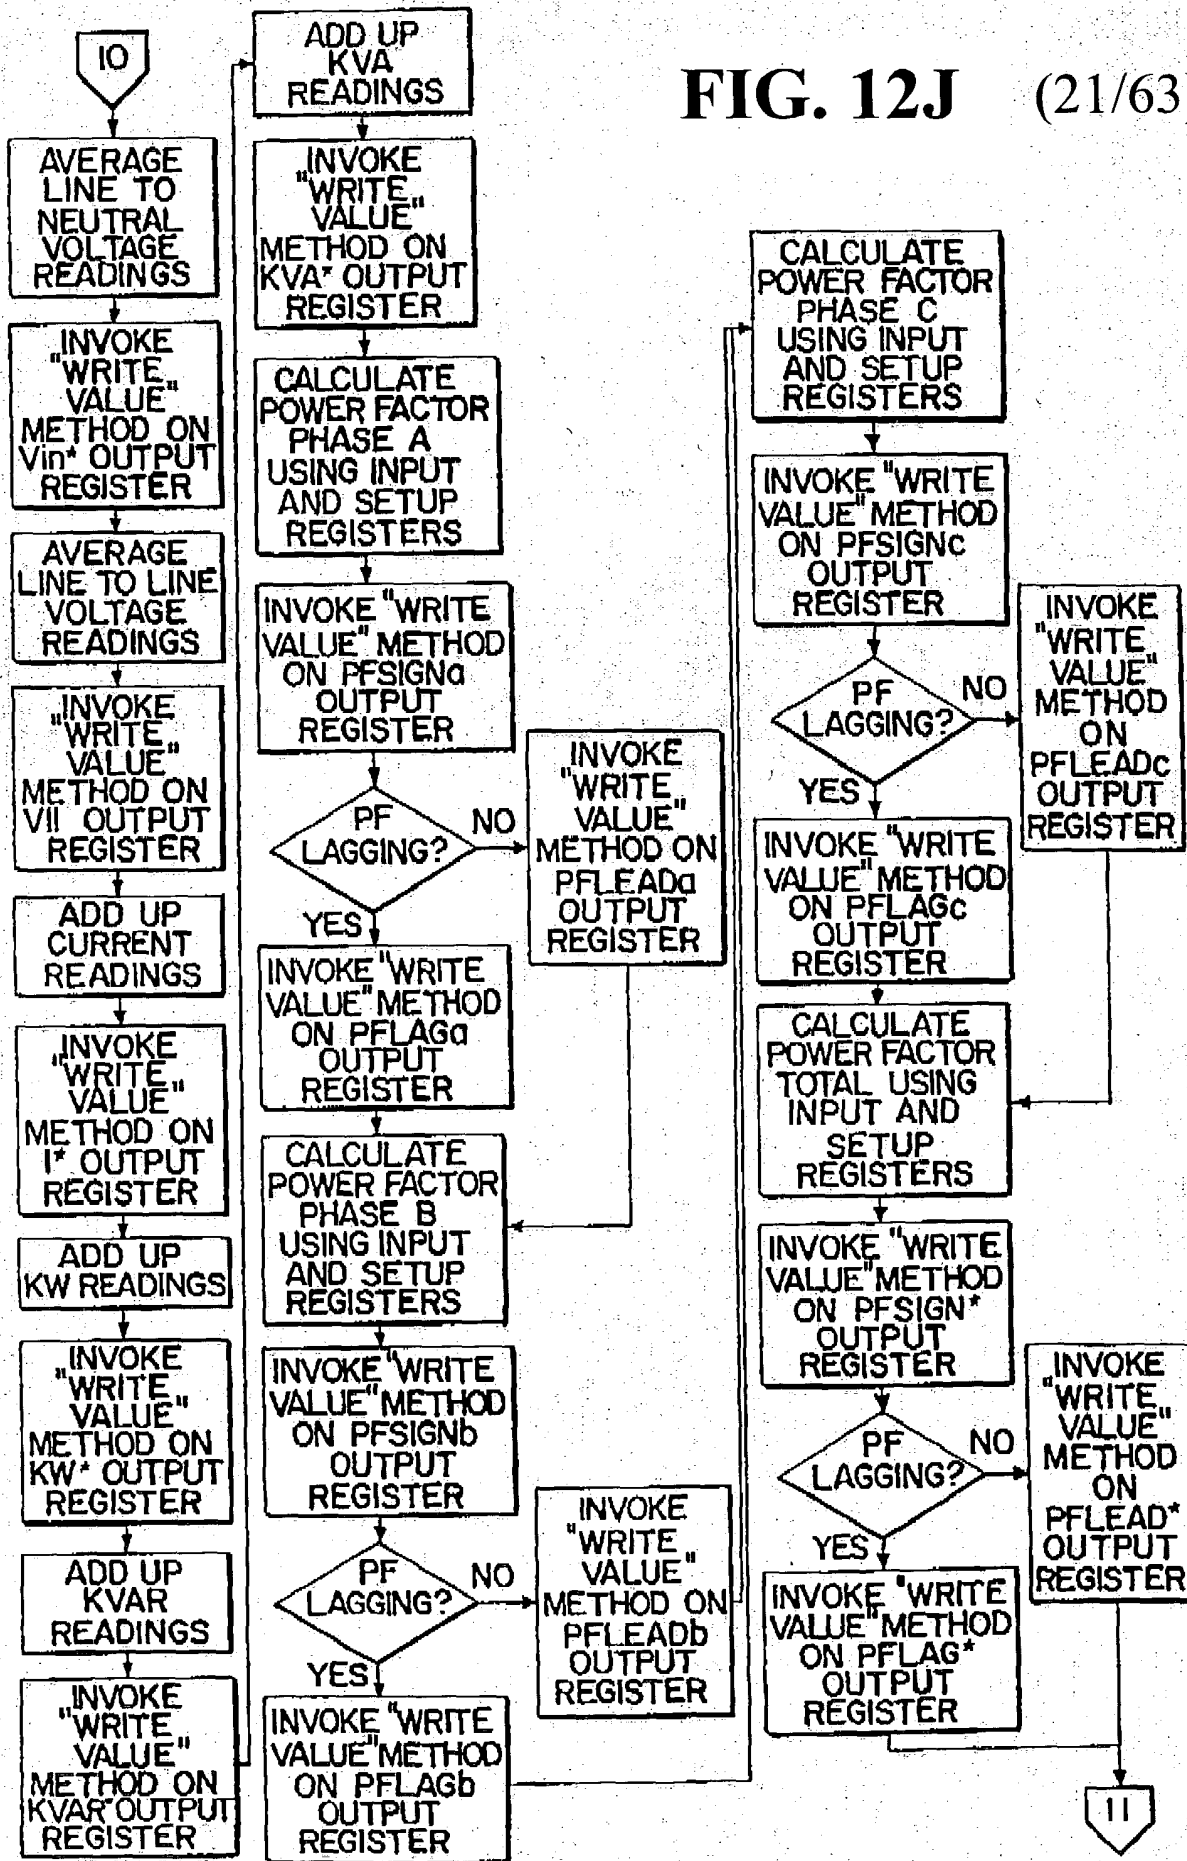 FIG. 12J (21/63
10
AVERAGE
LINE TO
NEUTRAL
VOLTAGE
READINGS
INVOKE
"WRITE
VALUE"
METHOD ON
Vin* OUTPUT
REGISTER
AVERAGE
LINE TO LINE
VOLTAGE
READINGS
INVOKE
"WRITE
VALUE"
METHOD ON
Vll OUTPUT
REGISTER
ADD UP
CURRENT
READINGS
INVOKE
"WRITE
VALUE"
METHOD ON
I* OUTPUT
REGISTER
ADD UP
KW READINGS
INVOKE
"WRITE
VALUE"
METHOD ON
KW* OUTPUT
REGISTER
ADD UP
KVAR
READINGS
INVOKE
"WRITE
VALUE"
METHOD ON
KVAR* OUTPUT
REGISTER
ADD UP
KVA
READINGS
INVOKE
"WRITE
VALUE"
METHOD ON
KVA* OUTPUT
REGISTER
CALCULATE
POWER FACTOR
PHASE A
USING INPUT
AND SETUP
REGISTERS
INVOKE "WRITE
VALUE" METHOD
ON PFSIGNa
OUTPUT
REGISTER
PF
LAGGING?
NO
YES
INVOKE
"WRITE
VALUE"
METHOD ON
PFLEADa
OUTPUT
REGISTER
INVOKE "WRITE
VALUE" METHOD
ON PFLAGa
OUTPUT
REGISTER
CALCULATE
POWER FACTOR
PHASE B
USING INPUT
AND SETUP
REGISTERS
INVOKE "WRITE
VALUE" METHOD
ON PFSIGNb
OUTPUT
REGISTER
PF
LAGGING?
NO
YES
INVOKE
"WRITE
VALUE"
METHOD ON
PFLEADb
OUTPUT
REGISTER
INVOKE "WRITE
VALUE" METHOD
ON PFLAGb
OUTPUT
REGISTER
CALCULATE
POWER FACTOR
PHASE C
USING INPUT
AND SETUP
REGISTERS
INVOKE "WRITE
VALUE" METHOD
ON PFSIGNc
OUTPUT
REGISTER
PF
LAGGING?
NO
YES
INVOKE
"WRITE
VALUE"
METHOD
ON
PFLEADc
OUTPUT
REGISTER
INVOKE "WRITE
VALUE" METHOD
ON PFLAGc
OUTPUT
REGISTER
CALCULATE
POWER FACTOR
TOTAL USING
INPUT AND
SETUP
REGISTERS
INVOKE "WRITE
VALUE" METHOD
ON PFSIGN*
OUTPUT
REGISTER
PF
LAGGING?
NO
YES
INVOKE
"WRITE
VALUE"
METHOD
ON
PFLEAD*
OUTPUT
REGISTER
INVOKE "WRITE
VALUE" METHOD
ON PFLAG*
OUTPUT
REGISTER
11